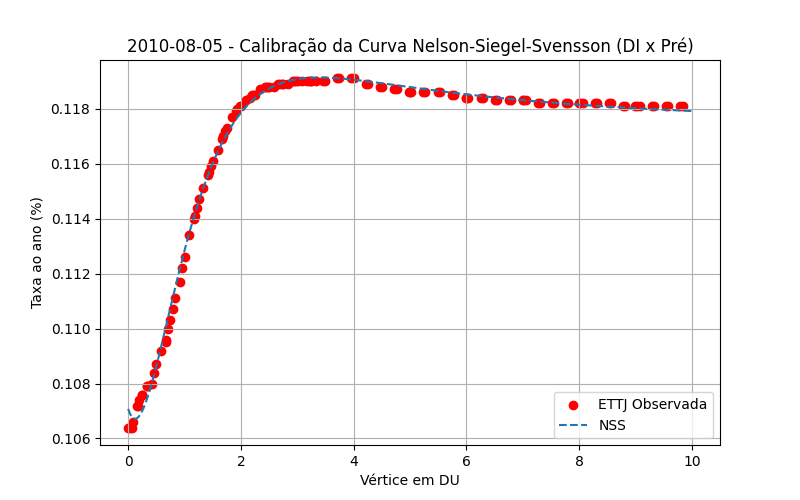 2010-08-05 - Calibração da Curva Nelson-Siegel-Svensson (DI x Pré)
Taxa ao ano (%)
0.118
0.116
0.114
0.112
0.110
0.108
0.106
ETTJ Observada
NSS
0 2 4 6 8 10
Vértice em DU